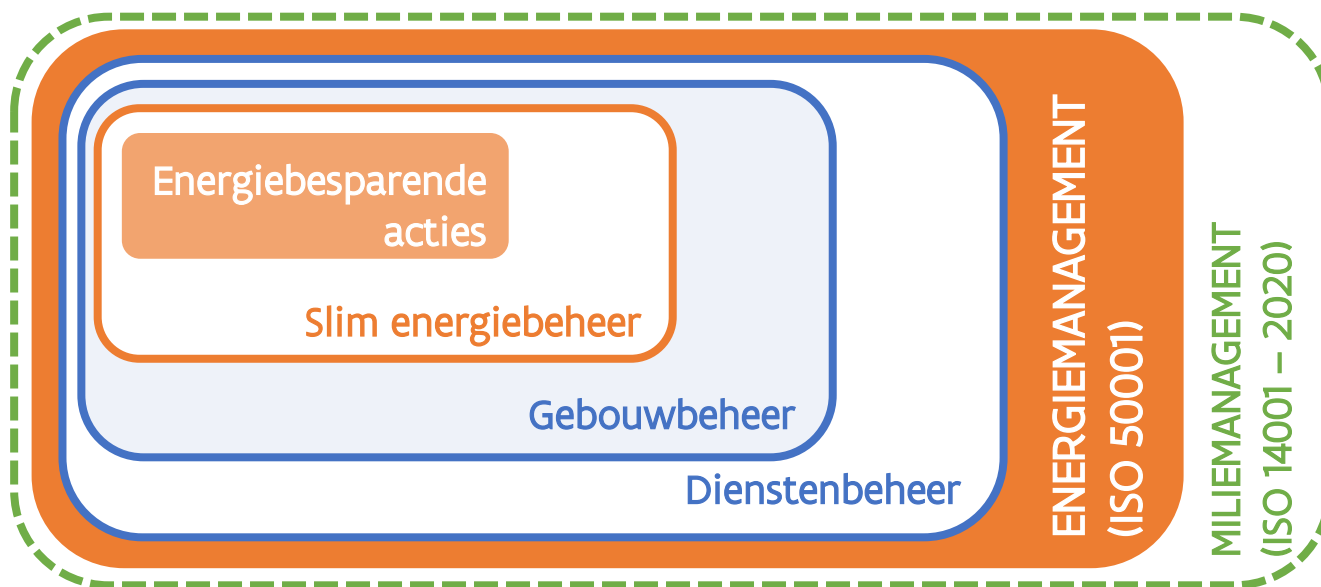 Energiebesparende
acties
Slim energiebeheer
Gebouwbeheer
Dienstenbeheer
ENERGIEMANAGEMENT
(ISO 50001)
MILIEMANAGEMENT
(ISO 14001 – 2020)